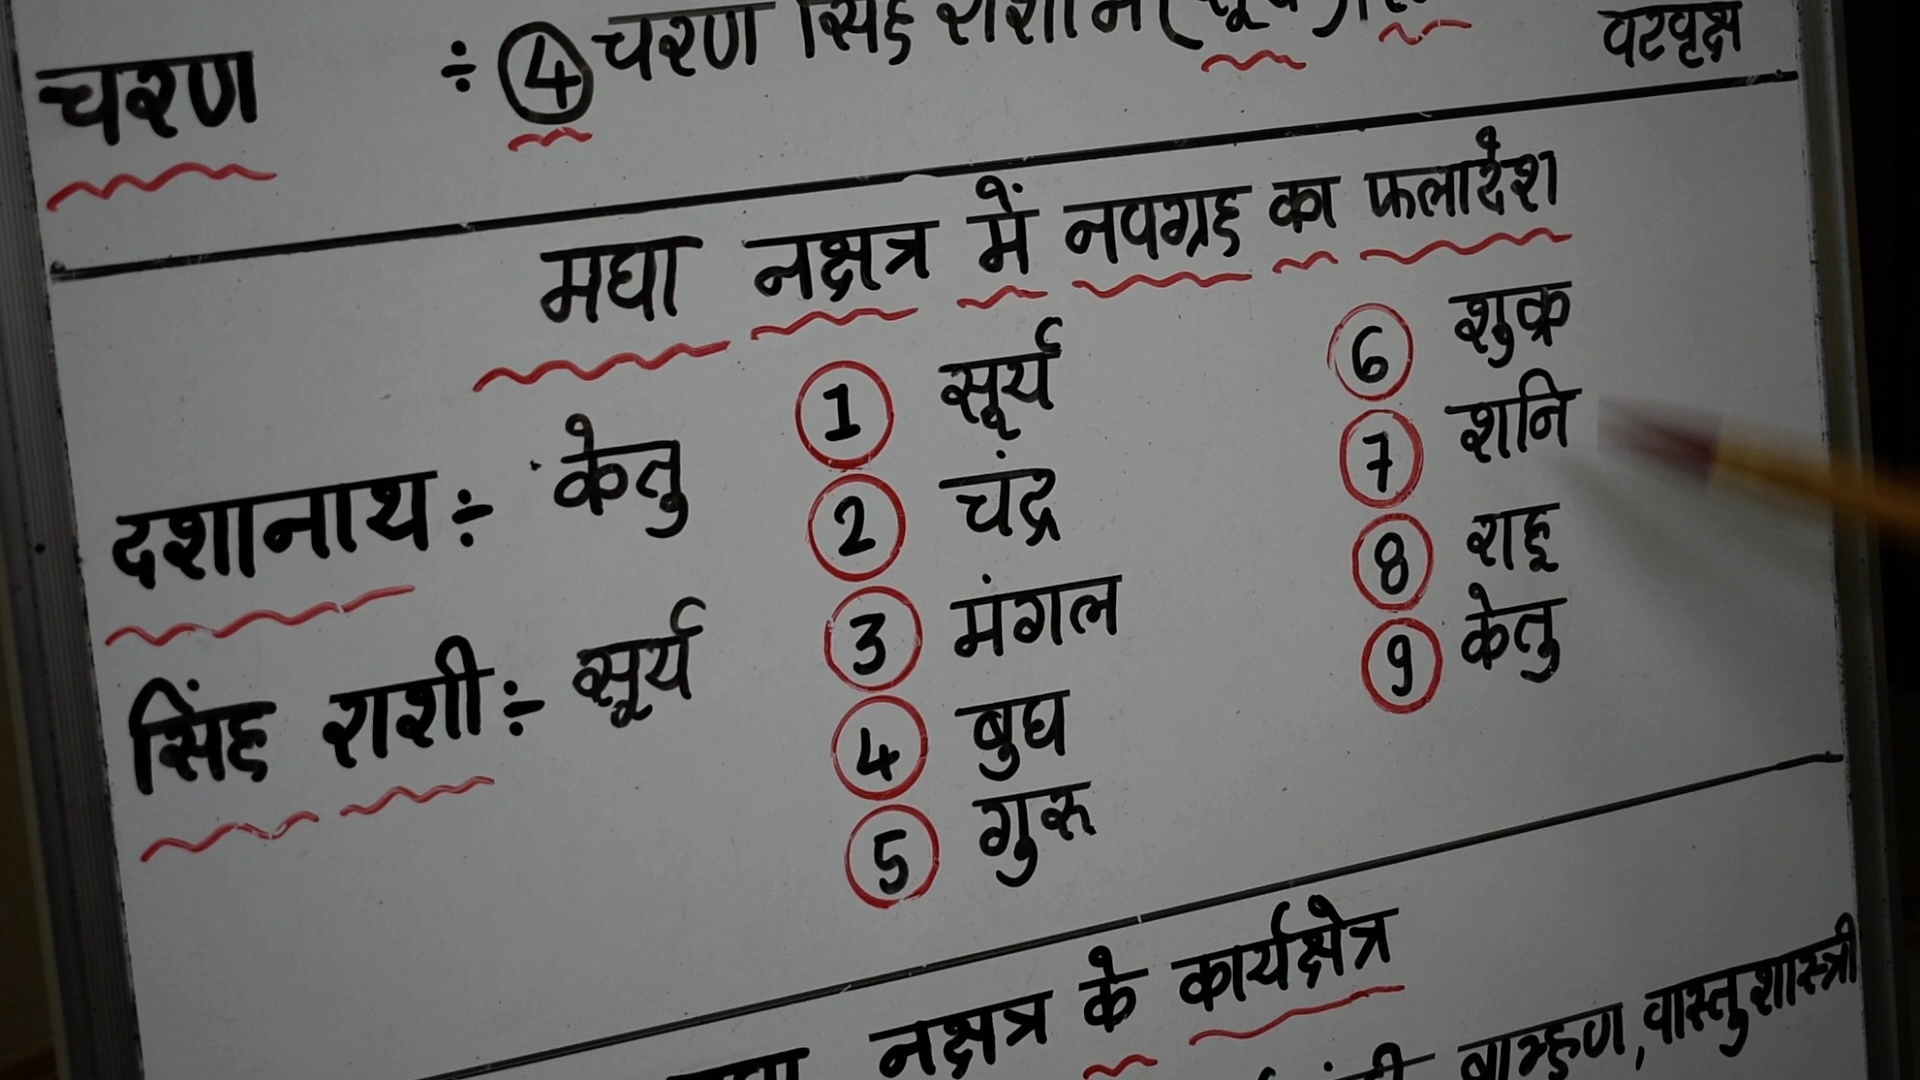 चरण ÷ ④ चरण सिंह राशी में (सूर्य)
वटवृक्ष
मघा नक्षत्र में नवग्रह का फलादेश
दशानाथ ÷ केतु
सिंह राशी ÷ सूर्य
① सूर्य
② चंद्र
③ मंगल
④ बुध
⑤ गुरू
⑥ शुक्र
⑦ शनि
⑧ राहू
⑨ केतु
नक्षत्र के कार्यक्षेत्र
ब्राम्हण, वास्तुशास्त्री